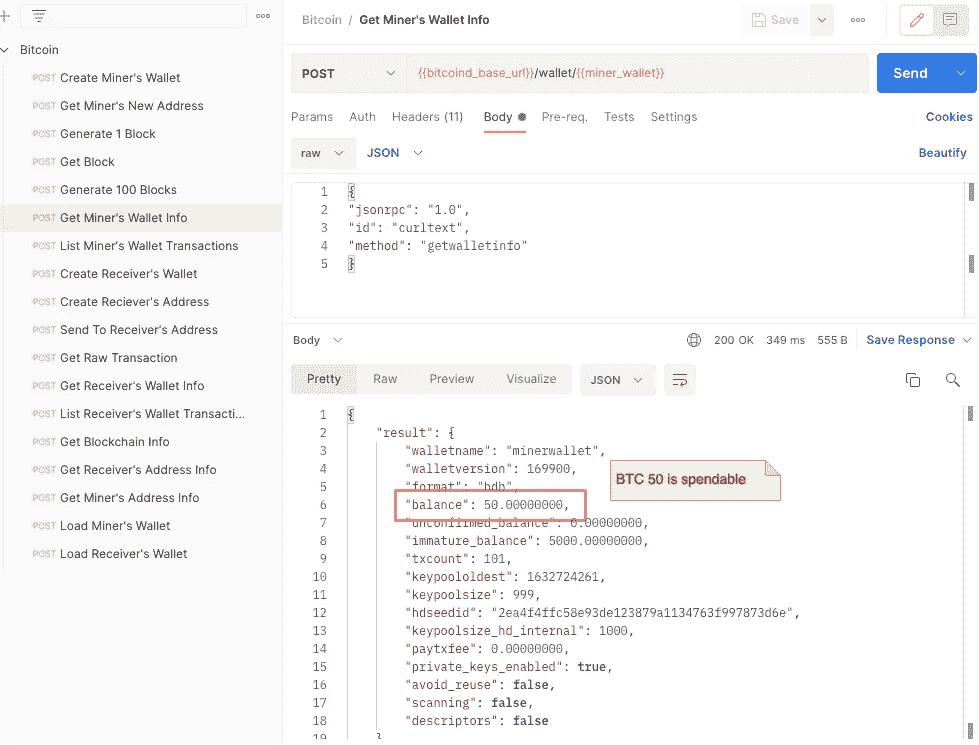 Bitcoin
POST Create Miner's Wallet
POST Get Miner's New Address
POST Generate 1 Block
POST Get Block
POST Generate 100 Blocks
POST Get Miner's Wallet Info
POST List Miner's Wallet Transactions
POST Create Receiver's Wallet
POST Create Reciever's Address
POST Send To Receiver's Address
POST Get Raw Transaction
POST Get Receiver's Wallet Info
POST List Receiver's Wallet Transacti...
POST Get Blockchain Info
POST Get Receiver's Address Info
POST Get Miner's Address Info
POST Load Miner's Wallet
POST Load Receiver's Wallet
Bitcoin / Get Miner's Wallet Info
Save
POST {{bitcoind_base_url}}/wallet/{{miner_wallet}} Send
Params Auth Headers (11) Body Pre-req. Tests Settings Cookies
raw JSON Beautify
1 {
2 "jsonrpc": "1.0",
3 "id": "curltext",
4 "method": "getwalletinfo"
5 }
Body 200 OK 349 ms 555 B Save Response
Pretty Raw Preview Visualize JSON
1 {
2 "result": {
3 "walletname": "minerwallet",
4 "walletversion": 169900,
5 "format": "bdb",
6 "balance": 50.00000000,
7 "unconfirmed_balance": 0.00000000,
8 "immature_balance": 5000.00000000,
9 "txcount": 101,
10 "keypoololdest": 1632724261,
11 "keypoolsize": 999,
12 "hdseedid": "2ea4f4ffc58e93de123879a1134763f997873d6e",
13 "keypoolsize_hd_internal": 1000,
14 "paytxfee": 0.00000000,
15 "private_keys_enabled": true,
16 "avoid_reuse": false,
17 "scanning": false,
18 "descriptors": false
19 }
BTC 50 is spendable